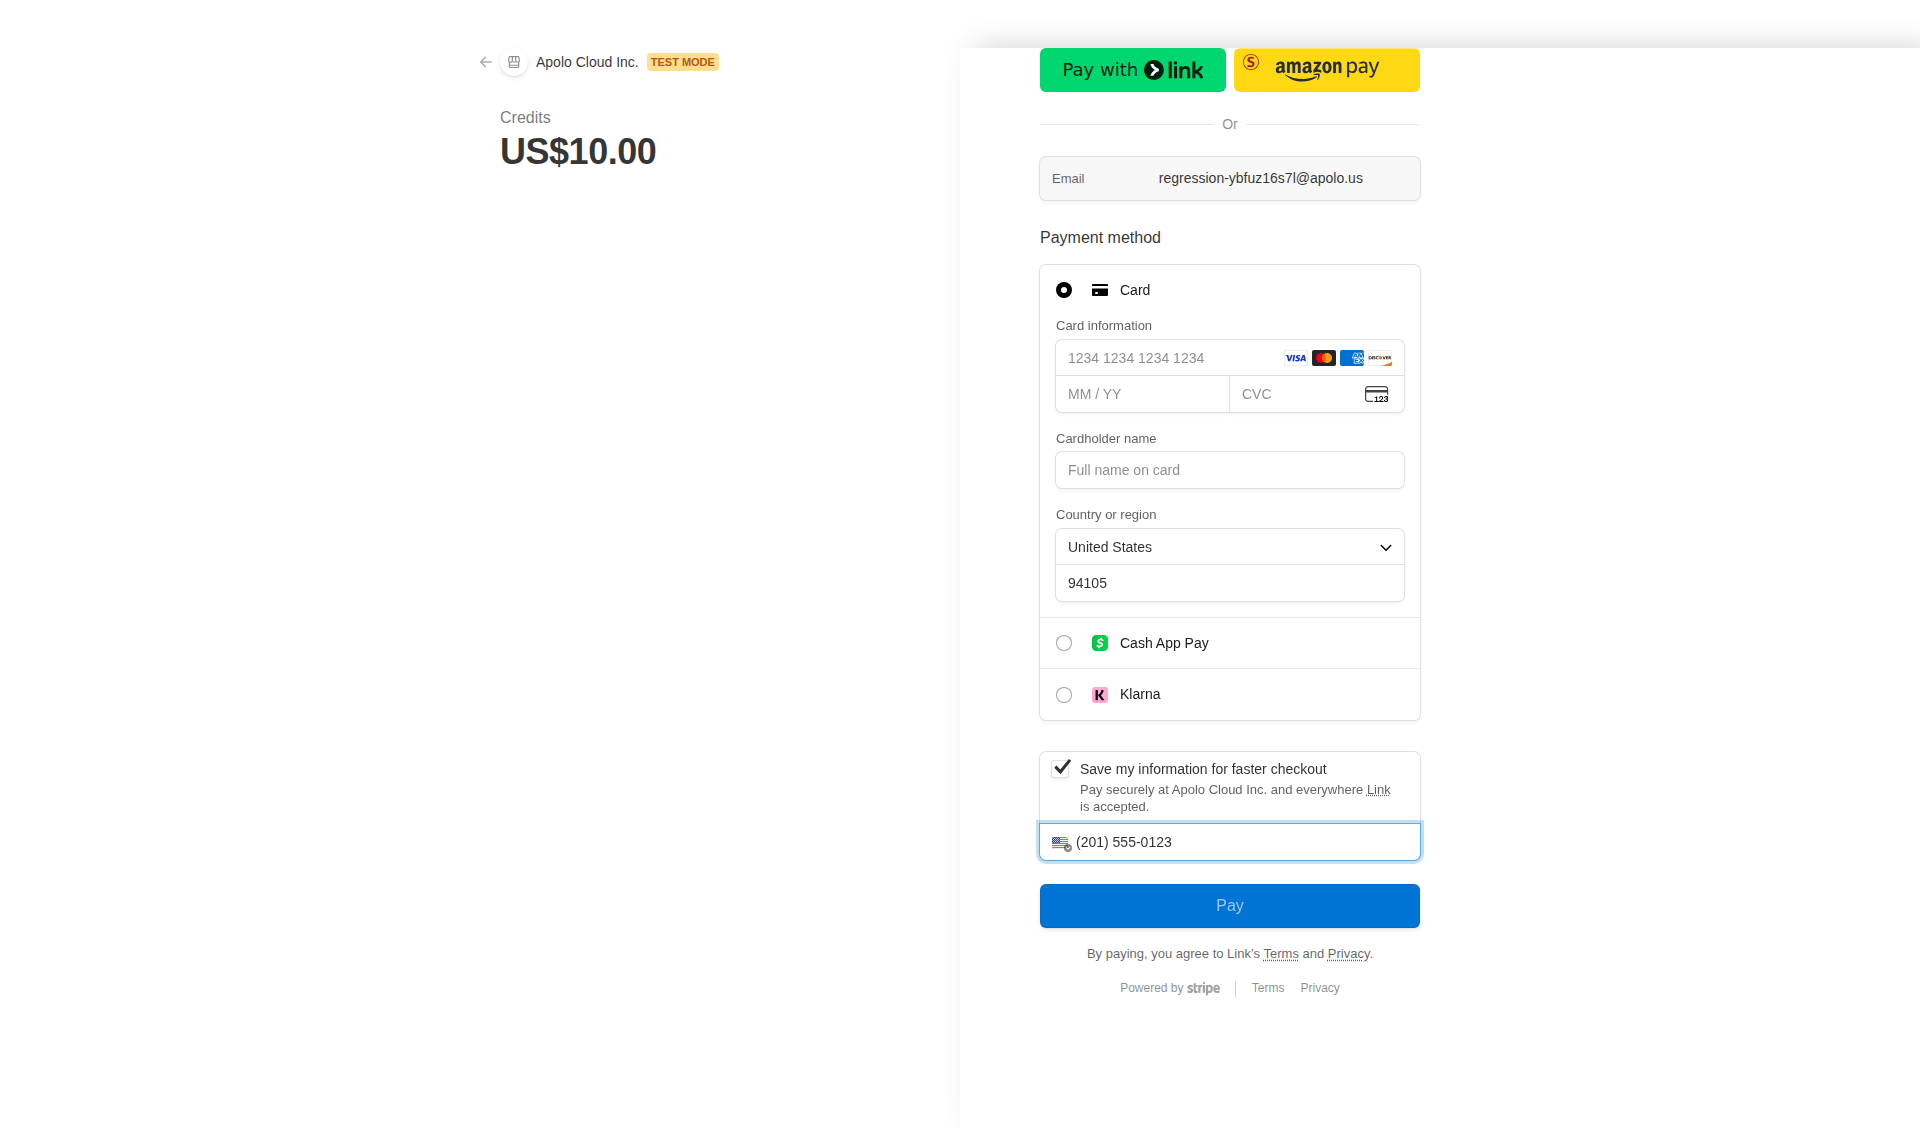 Apolo Cloud Inc. TEST MODE
Credits
US$10.00
Pay with link
S amazon pay
Or
Email regression-ybfuz16s7l@apolo.us
Payment method
Card
Card information
1234 1234 1234 1234 VISA AMEX DISCOVER
MM / YY CVC 123
Cardholder name
Full name on card
Country or region
United States
94105
$ Cash App Pay
K Klarna
Save my information for faster checkout
Pay securely at Apolo Cloud Inc. and everywhere Link
is accepted.
(201) 555-0123
Pay
By paying, you agree to Link's Terms and Privacy.
Powered by stripe Terms Privacy